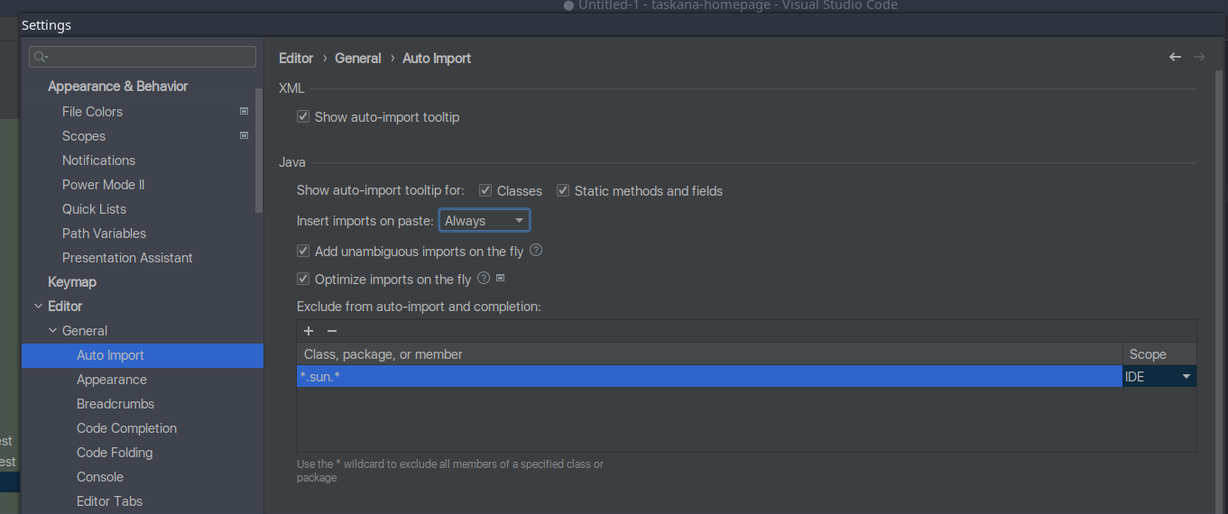 Untitled-1 - taskana-homepage - Visual Studio Code
Settings
Appearance & Behavior
File Colors
Scopes
Notifications
Power Mode II
Quick Lists
Path Variables
Presentation Assistant
Keymap
Editor
General
Auto Import
Appearance
Breadcrumbs
Code Completion
Code Folding
Console
Editor Tabs
est
est
Editor › General › Auto Import
XML
Show auto-import tooltip
Java
Show auto-import tooltip for: Classes Static methods and fields
Insert imports on paste: Always
Add unambiguous imports on the fly ?
Optimize imports on the fly ?
Exclude from auto-import and completion:
+ −
Class, package, or member Scope
*.sun.* IDE
Use the * wildcard to exclude all members of a specified class or
package